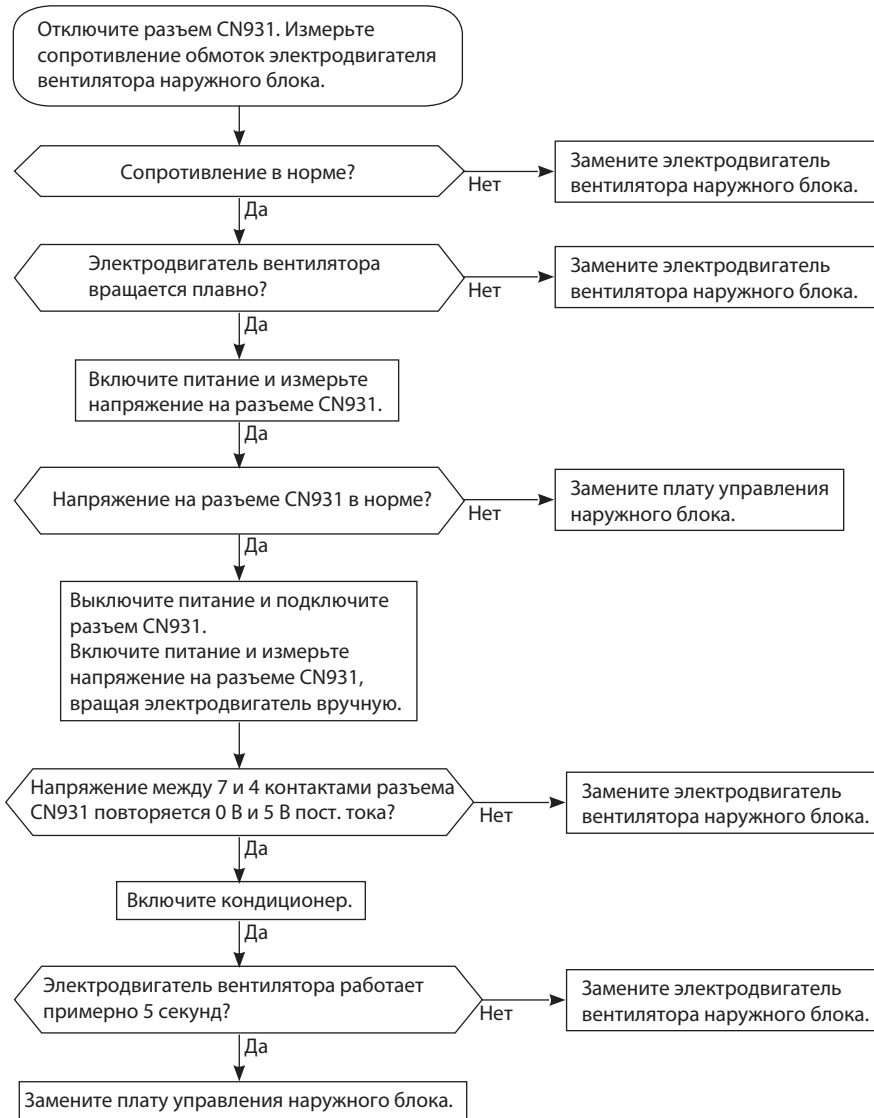 Отключите разъем CN931. Измерьте
сопротивление обмоток электродвигателя
вентилятора наружного блока.
Сопротивление в норме?
Нет
Замените электродвигатель
вентилятора наружного блока.
Да
Электродвигатель вентилятора
вращается плавно?
Нет
Замените электродвигатель
вентилятора наружного блока.
Да
Включите питание и измерьте
напряжение на разъеме CN931.
Да
Напряжение на разъеме CN931 в норме?
Нет
Замените плату управления
наружного блока.
Да
Выключите питание и подключите
разъем CN931.
Включите питание и измерьте
напряжение на разъеме CN931,
вращая электродвигатель вручную.
Напряжение между 7 и 4 контактами разъема
CN931 повторяется 0 В и 5 В пост. тока?
Нет
Замените электродвигатель
вентилятора наружного блока.
Да
Включите кондиционер.
Да
Электродвигатель вентилятора работает
примерно 5 секунд?
Нет
Замените электродвигатель
вентилятора наружного блока.
Да
Замените плату управления наружного блока.